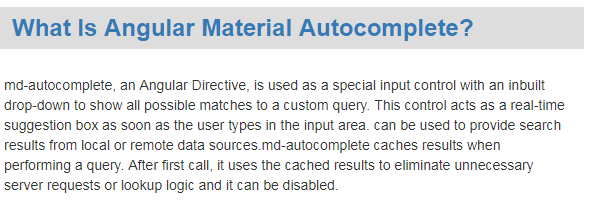 What Is Angular Material Autocomplete?
md-autocomplete, an Angular Directive, is used as a special input control with an inbuilt
drop-down to show all possible matches to a custom query. This control acts as a real-time
suggestion box as soon as the user types in the input area. can be used to provide search
results from local or remote data sources.md-autocomplete caches results when
performing a query. After first call, it uses the cached results to eliminate unnecessary
server requests or lookup logic and it can be disabled.